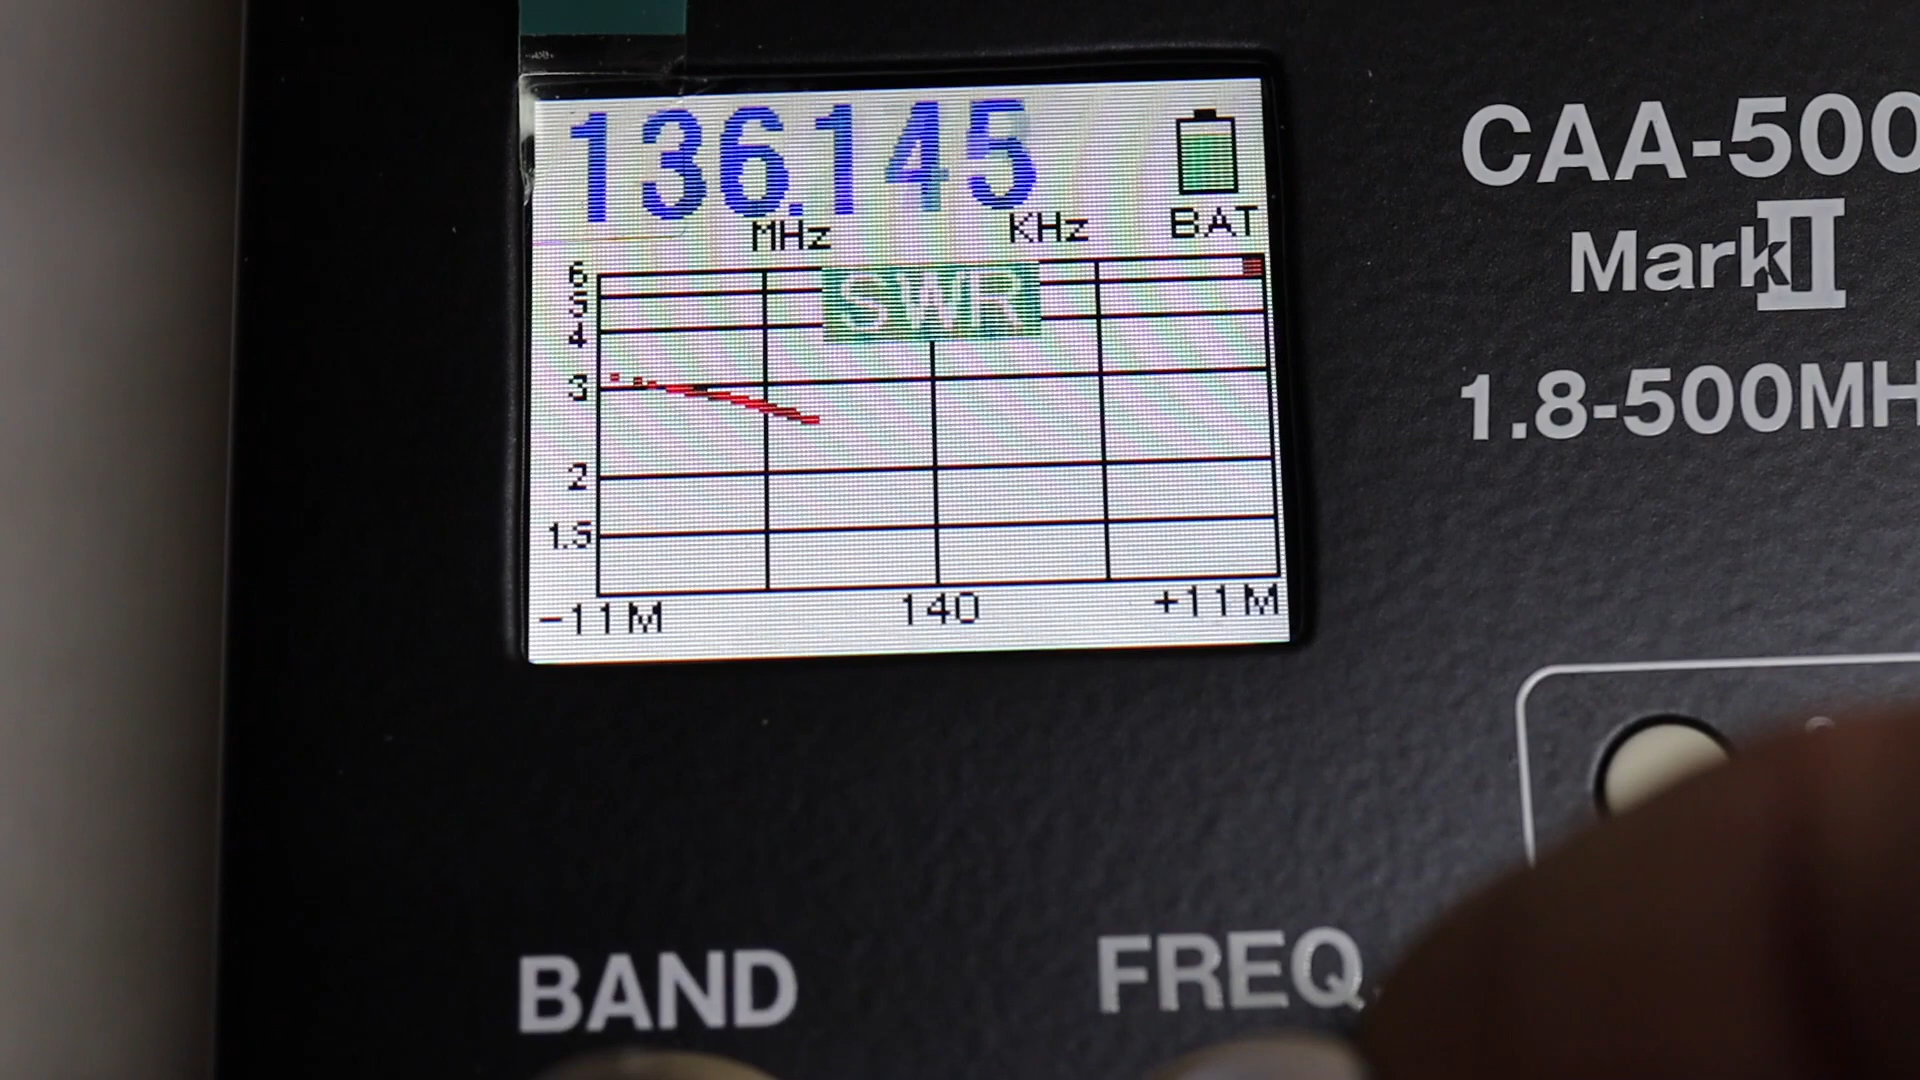 136.145
MHz KHz BAT
SWR
6
5
4
3
2
1.5
-11M 140 +11M
CAA-500
Mark II
1.8-500MH
BAND FREQ